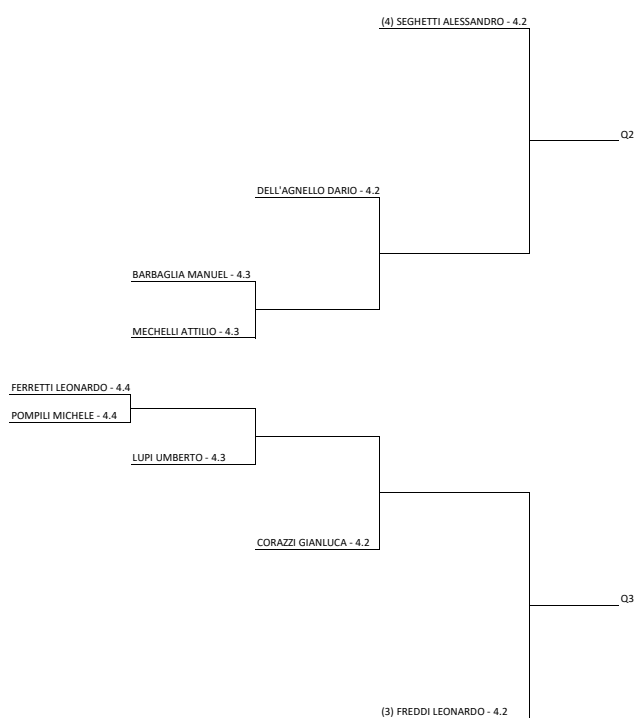 (4) SEGHETTI ALESSANDRO - 4.2
Q2
DELL'AGNELLO DARIO - 4.2
BARBAGLIA MANUEL - 4.3
MECHELLI ATTILIO - 4.3
FERRETTI LEONARDO - 4.4
POMPILI MICHELE - 4.4
LUPI UMBERTO - 4.3
CORAZZI GIANLUCA - 4.2
Q3
(3) FREDDI LEONARDO - 4.2